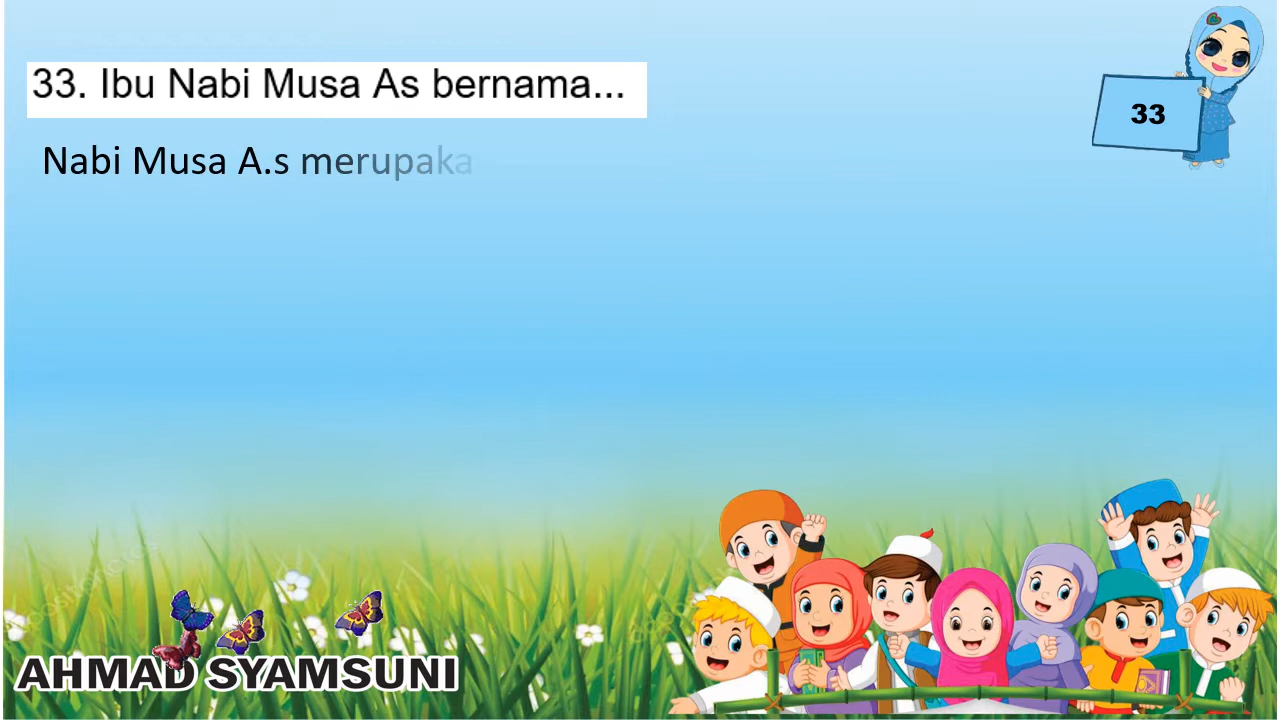 33. Ibu Nabi Musa As bernama...
33
Nabi Musa A.s merupaka
AHMAD SYAMSUNI